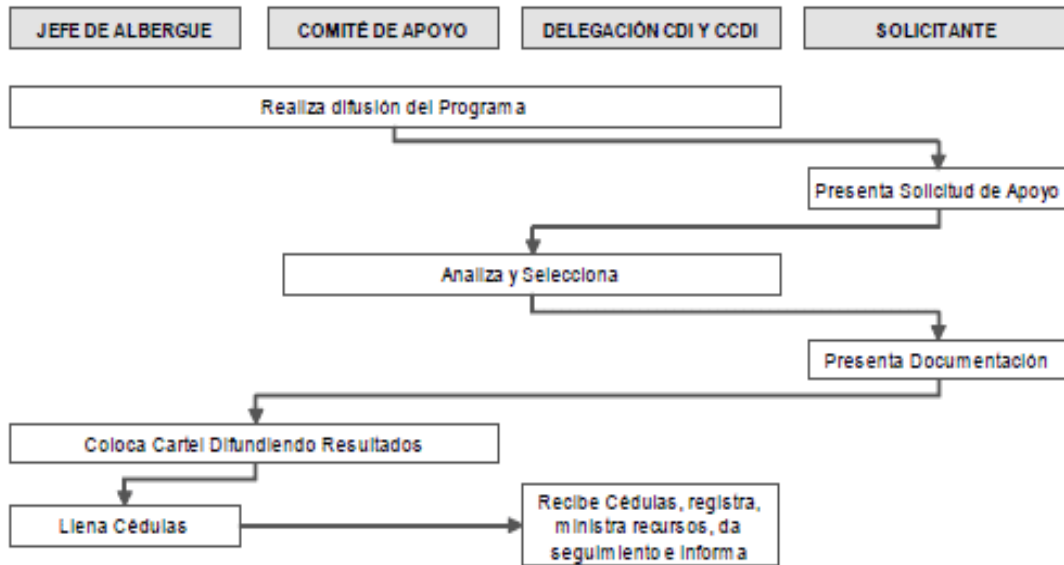 JEFE DE ALBERGUE
COMITÉ DE APOYO
DELEGACIÓN CDI Y CCDI
SOLICITANTE
Realiza difusión del Programa
Presenta Solicitud de Apoyo
Analiza y Selecciona
Presenta Documentación
Coloca Cartel Difundiendo Resultados
Llena Cédulas
Recibe Cédulas, registra,
ministra recursos, da
seguimiento e informa